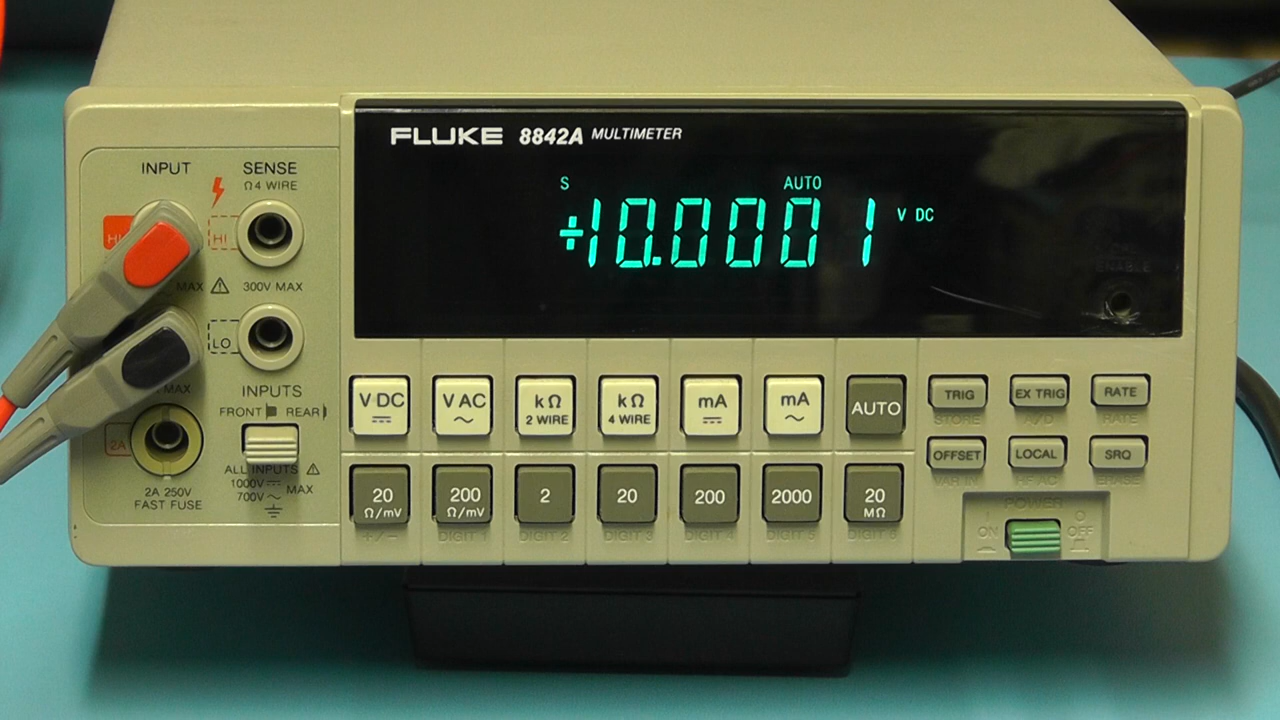 FLUKE 8842A MULTIMETER
INPUT
SENSE
Ω 4 WIRE
S
AUTO
+10.0001 V DC
HI
HI
MAX
300V MAX
ENABLE
LO
MAX
INPUTS
FRONT REAR
2A
ALL INPUTS
1000V
700V MAX
2A 250V
FAST FUSE
V DC
V AC
kΩ
2 WIRE
kΩ
4 WIRE
mA
mA
AUTO
TRIG
EX TRIG
RATE
STORE
A/D
RATE
20
Ω/mV
200
Ω/mV
2
20
200
2000
20
MΩ
OFFSET
LOCAL
SRQ
VAR IN
HF AC
ERASE
+/−
DIGIT 1
DIGIT 2
DIGIT 3
DIGIT 4
DIGIT 5
DIGIT 6
POWER
I O
ON OFF